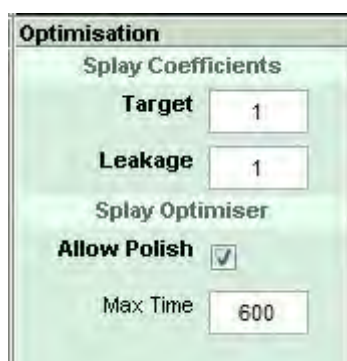 Optimisation
Splay Coefficients
Target 1
Leakage 1
Splay Optimiser
Allow Polish
Max Time 600